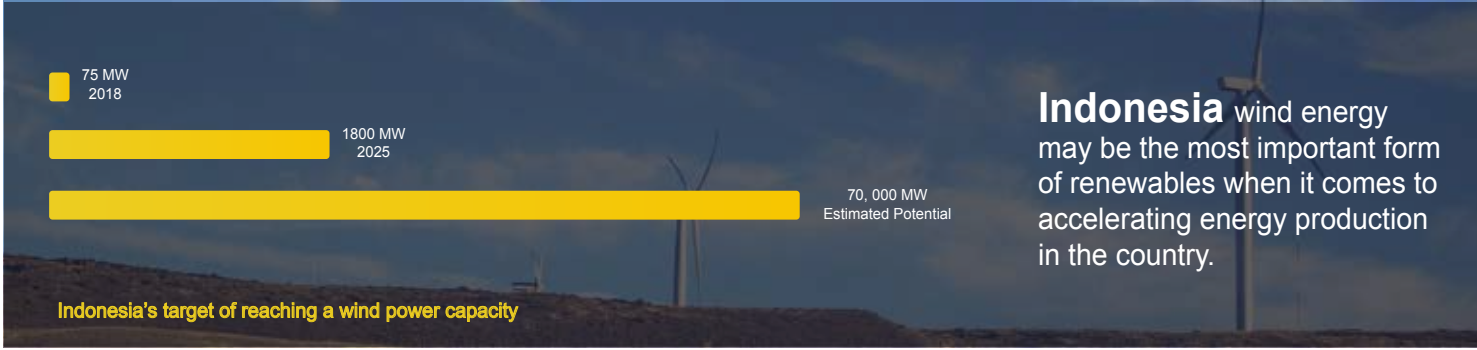 75 MW
2018
1800 MW
2025
70, 000 MW
Estimated Potential
Indonesia's target of reaching a wind power capacity
Indonesia wind energy
may be the most important form
of renewables when it comes to
accelerating energy production
in the country.